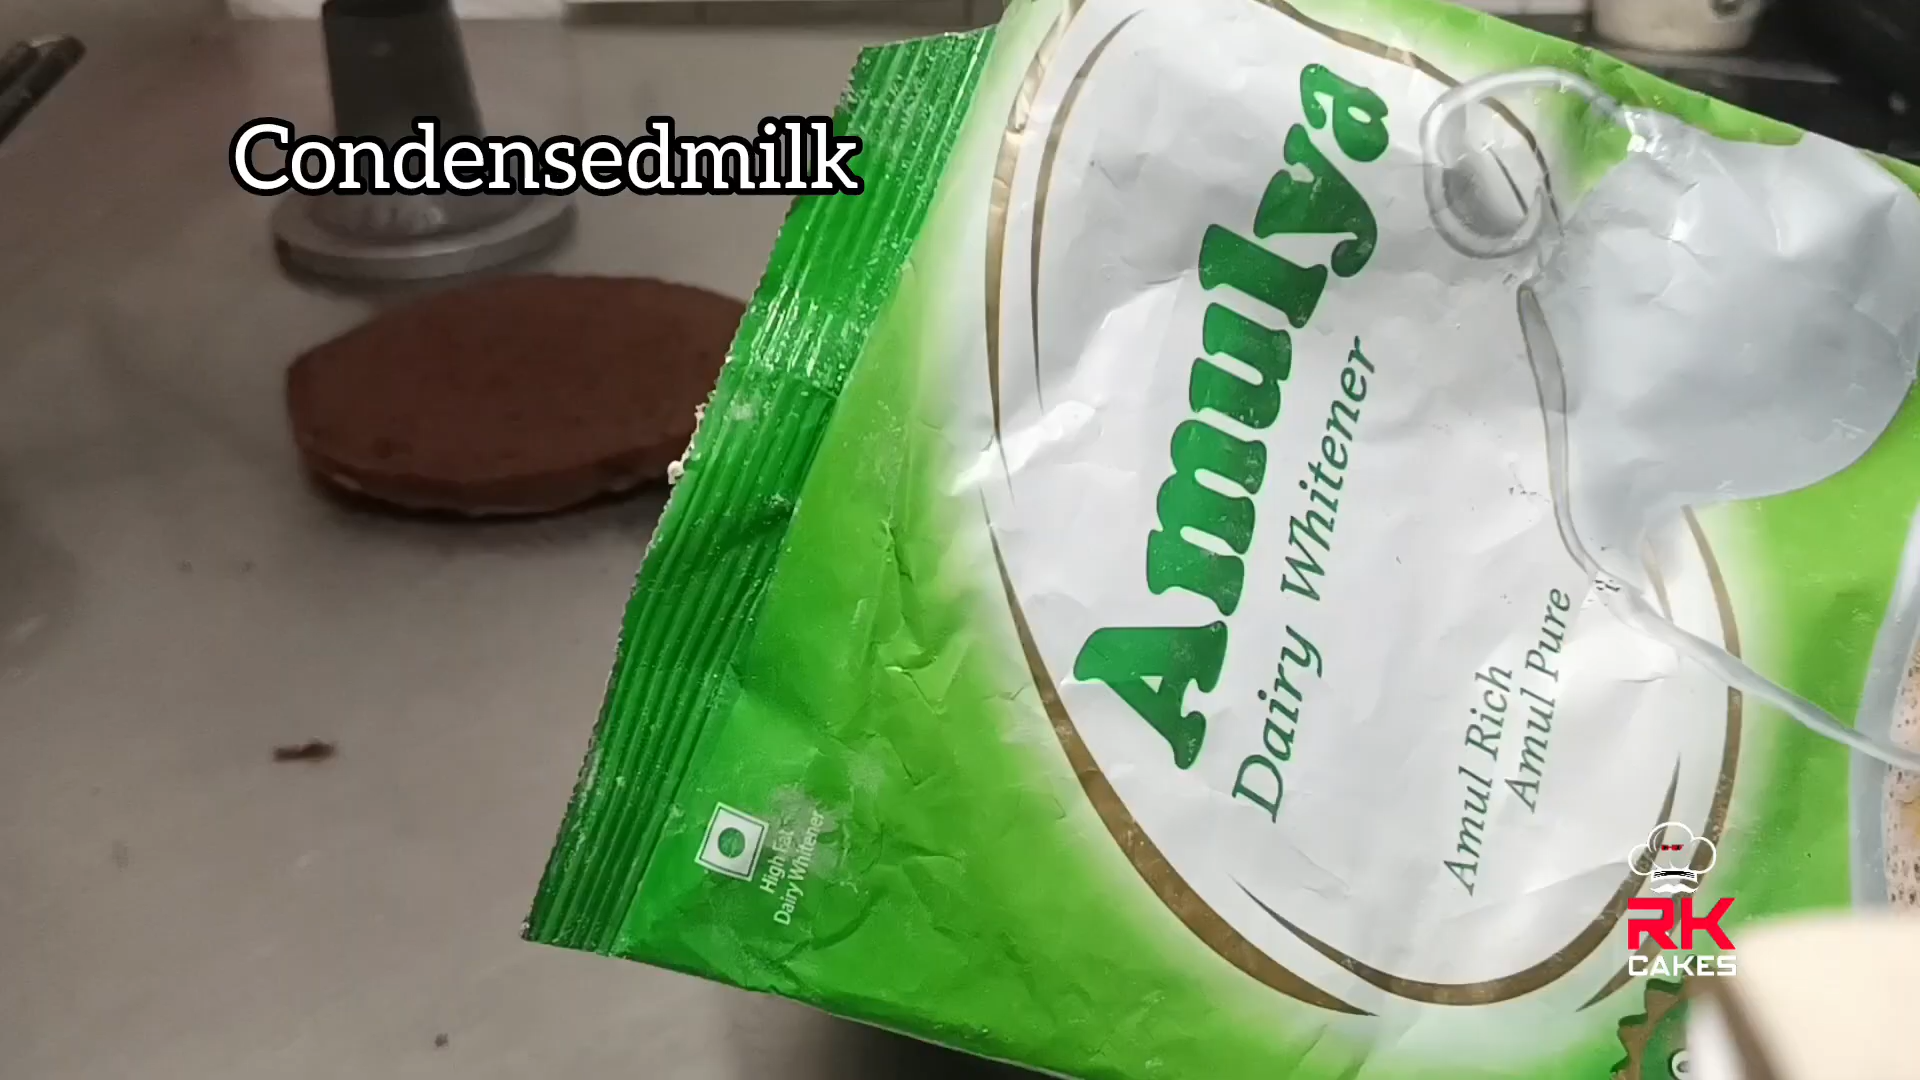 Condensedmilk
Amulya
Dairy Whitener
Amul Rich
Amul Pure
High Fat
Dairy Whitener
RK
CAKES